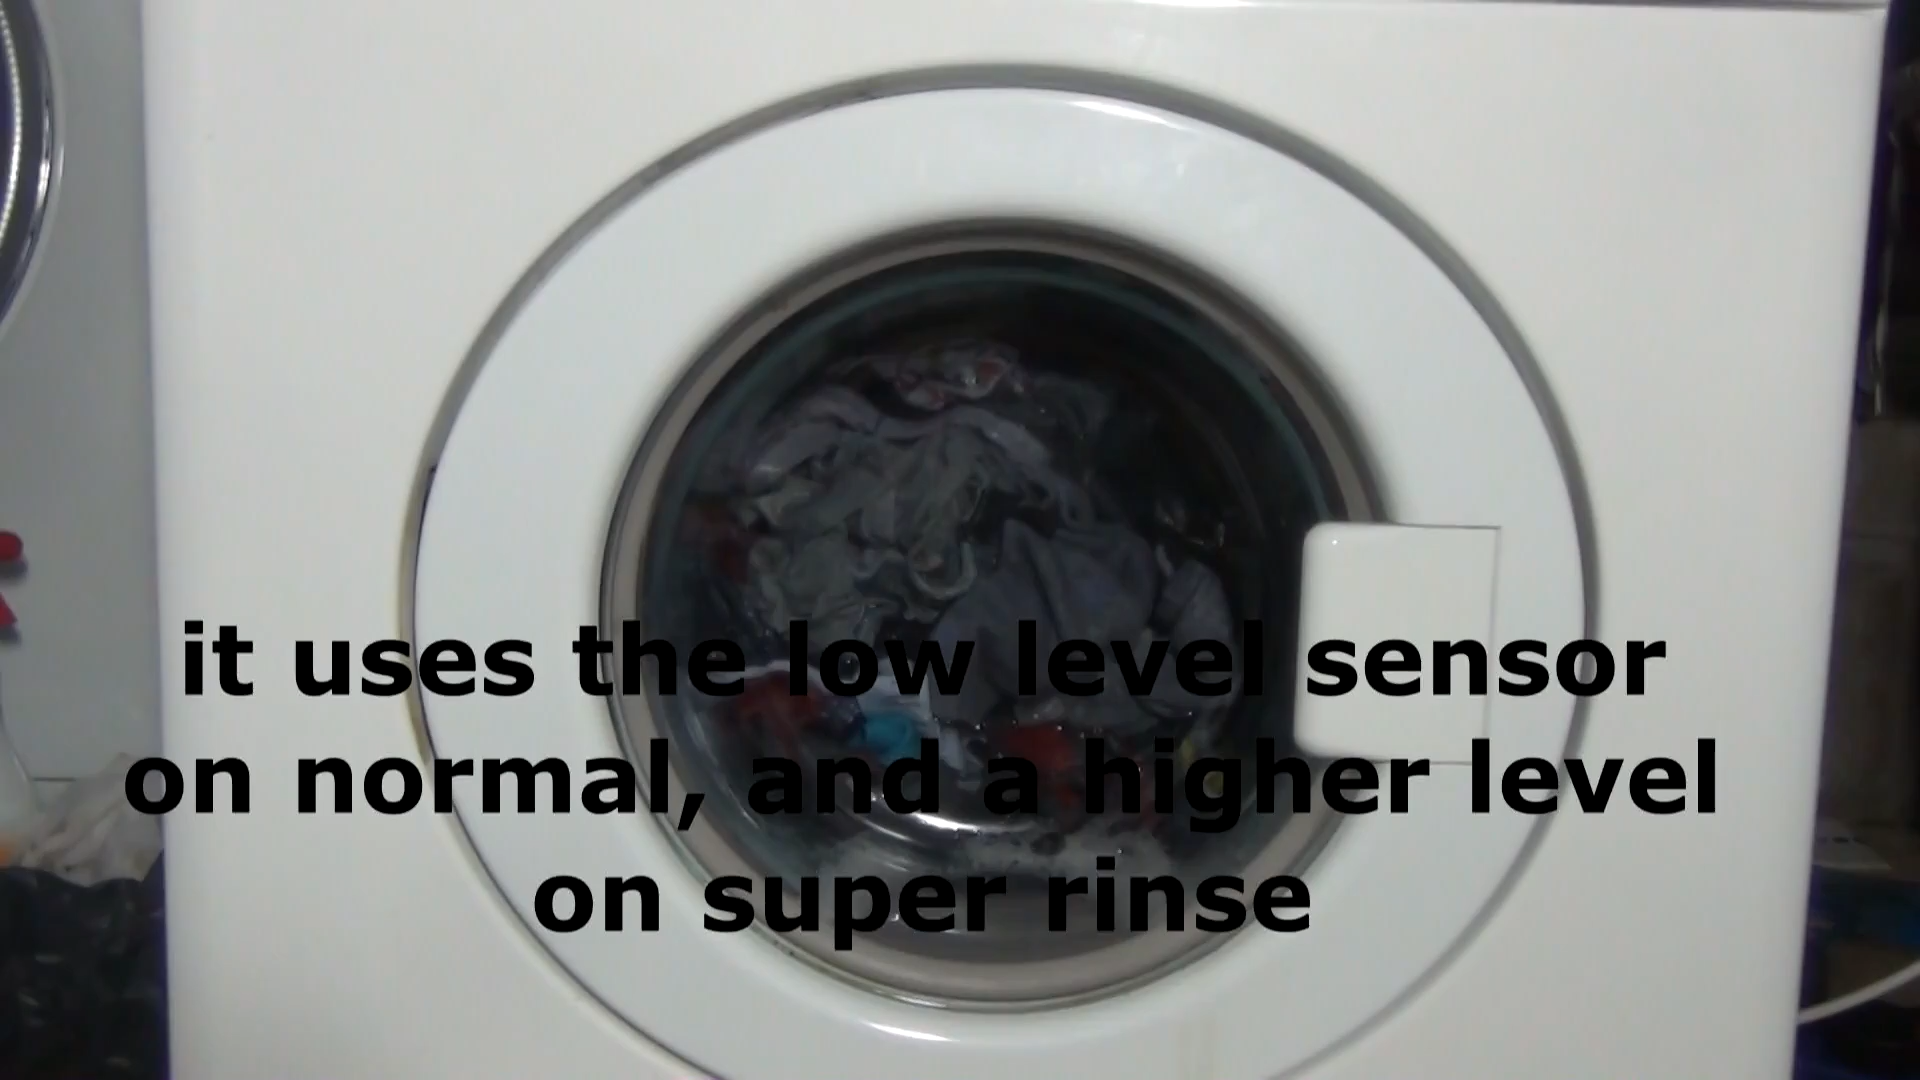 it uses the low level sensor
on normal, and a higher level
on super rinse